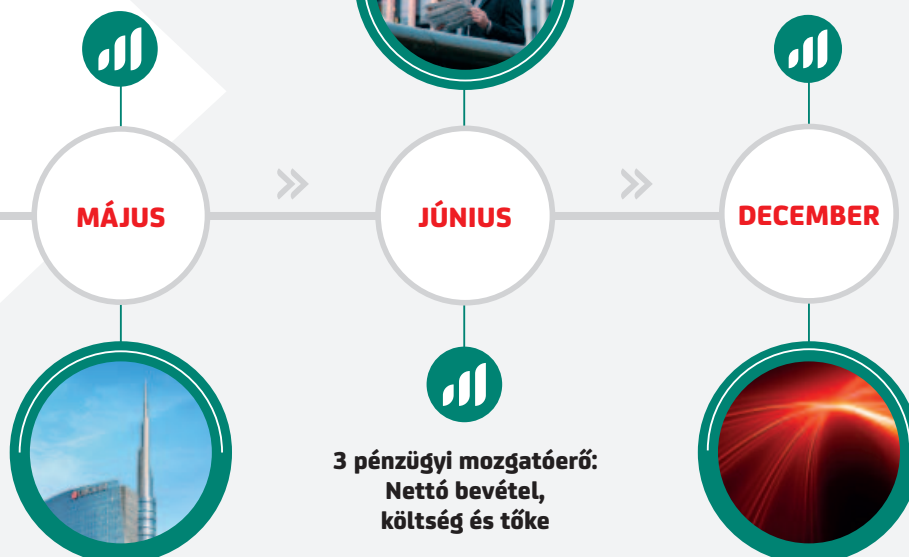 MÁJUS
JÚNIUS
DECEMBER
3 pénzügyi mozgatóerő:
Nettó bevétel,
költség és tőke